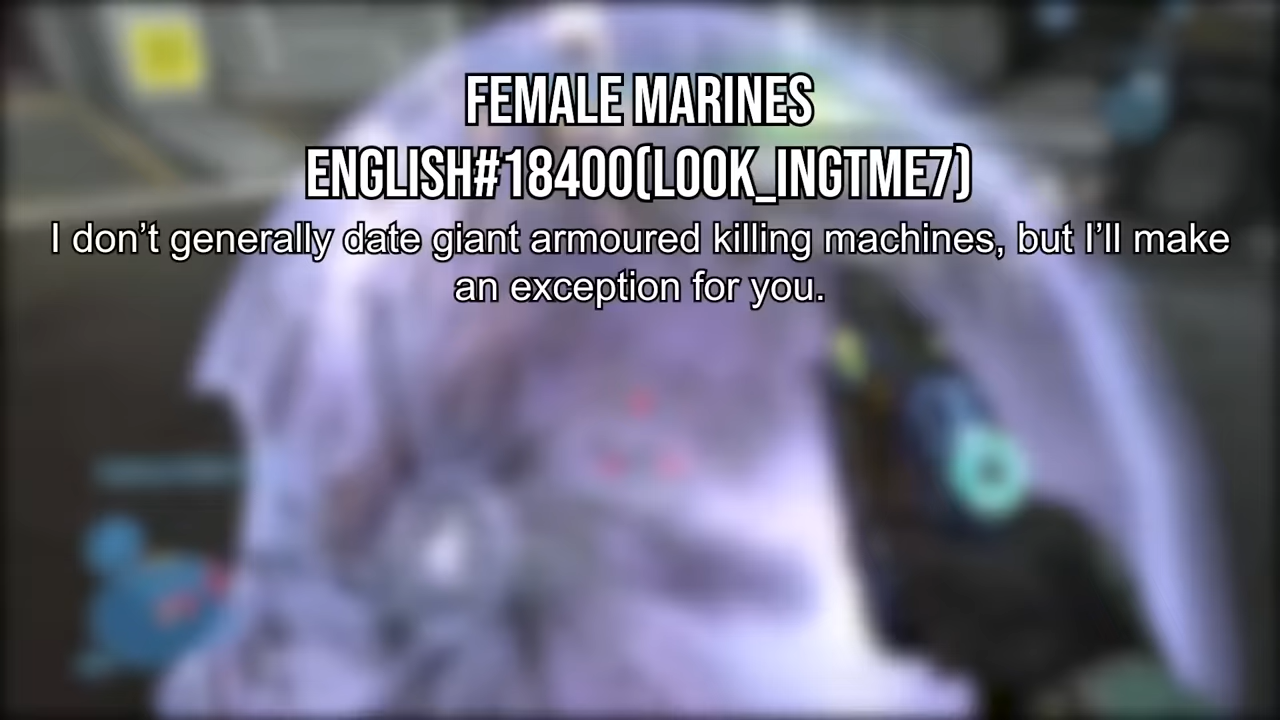 FEMALE MARINES
ENGLISH#18400(LOOK_INGTME7)
I don’t generally date giant armoured killing machines, but I’ll make
an exception for you.